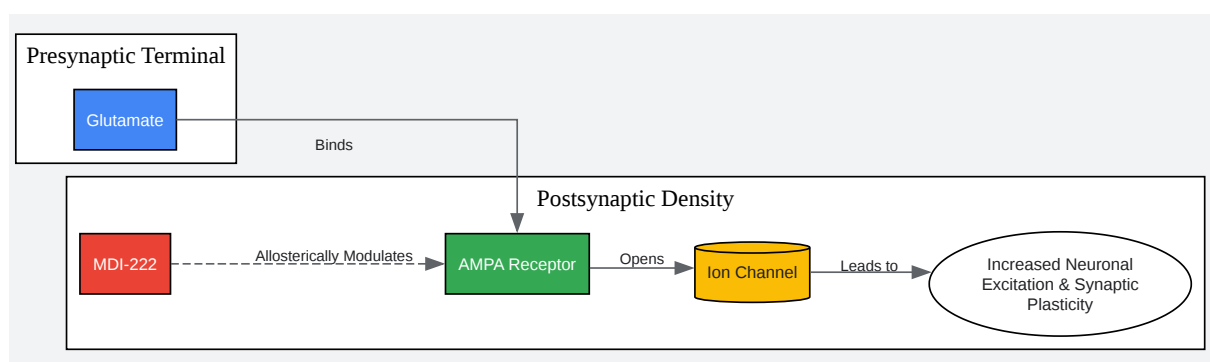 Presynaptic Terminal
Glutamate
Binds
Postsynaptic Density
MDI-222
Allosterically Modulates
AMPA Receptor
Opens
Ion Channel
Leads to
Increased Neuronal
Excitation & Synaptic
Plasticity